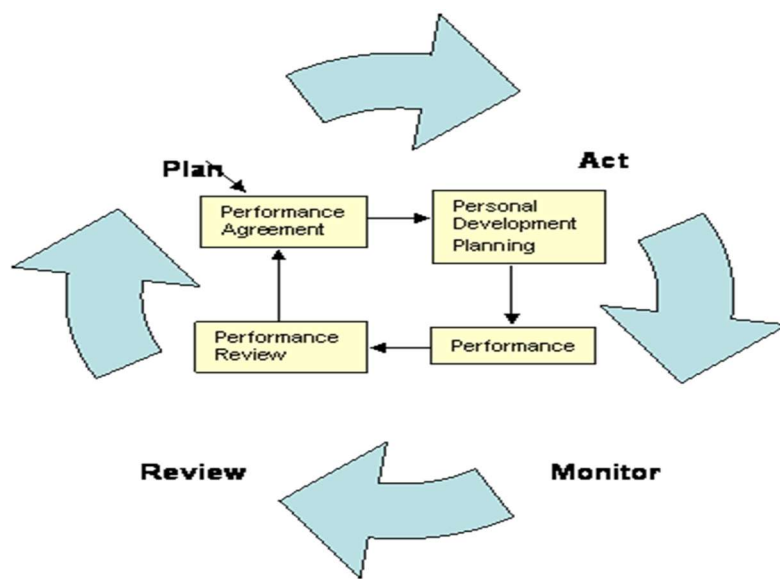 Plan
Act
Performance
Agreement
Personal
Development
Planning
Performance
Review
Performance
Review
Monitor